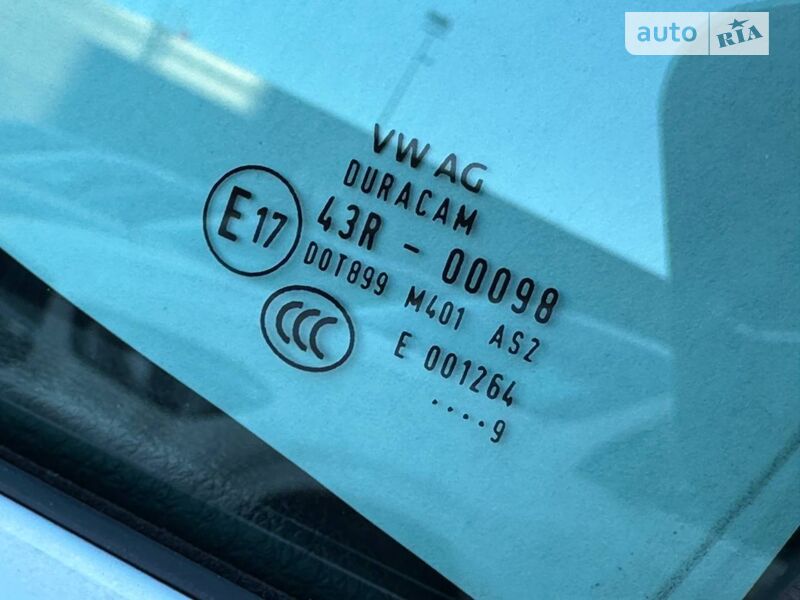 auto RIA
VW AG
DURACAM
E17
43R - 00098
DOT899 M401 AS2
CCC
E 001264
....9